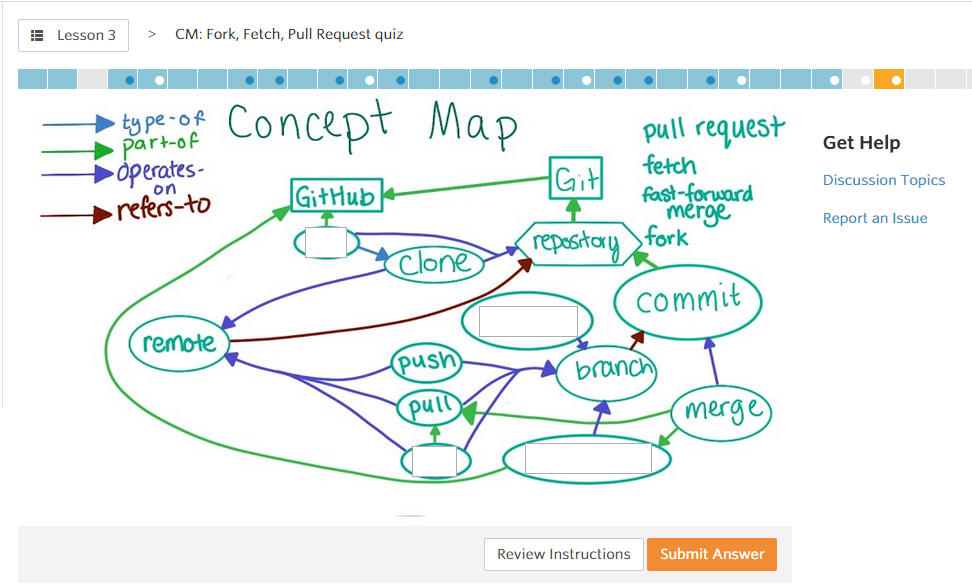 Lesson 3 > CM: Fork, Fetch, Pull Request quiz
type-of
part-of
operates-
on
refers-to
Concept Map
pull request
fetch
fast-forward
merge
fork
Get Help
Discussion Topics
Report an Issue
GitHub
Git
repository
clone
commit
remote
push
branch
pull
merge
Review Instructions
Submit Answer